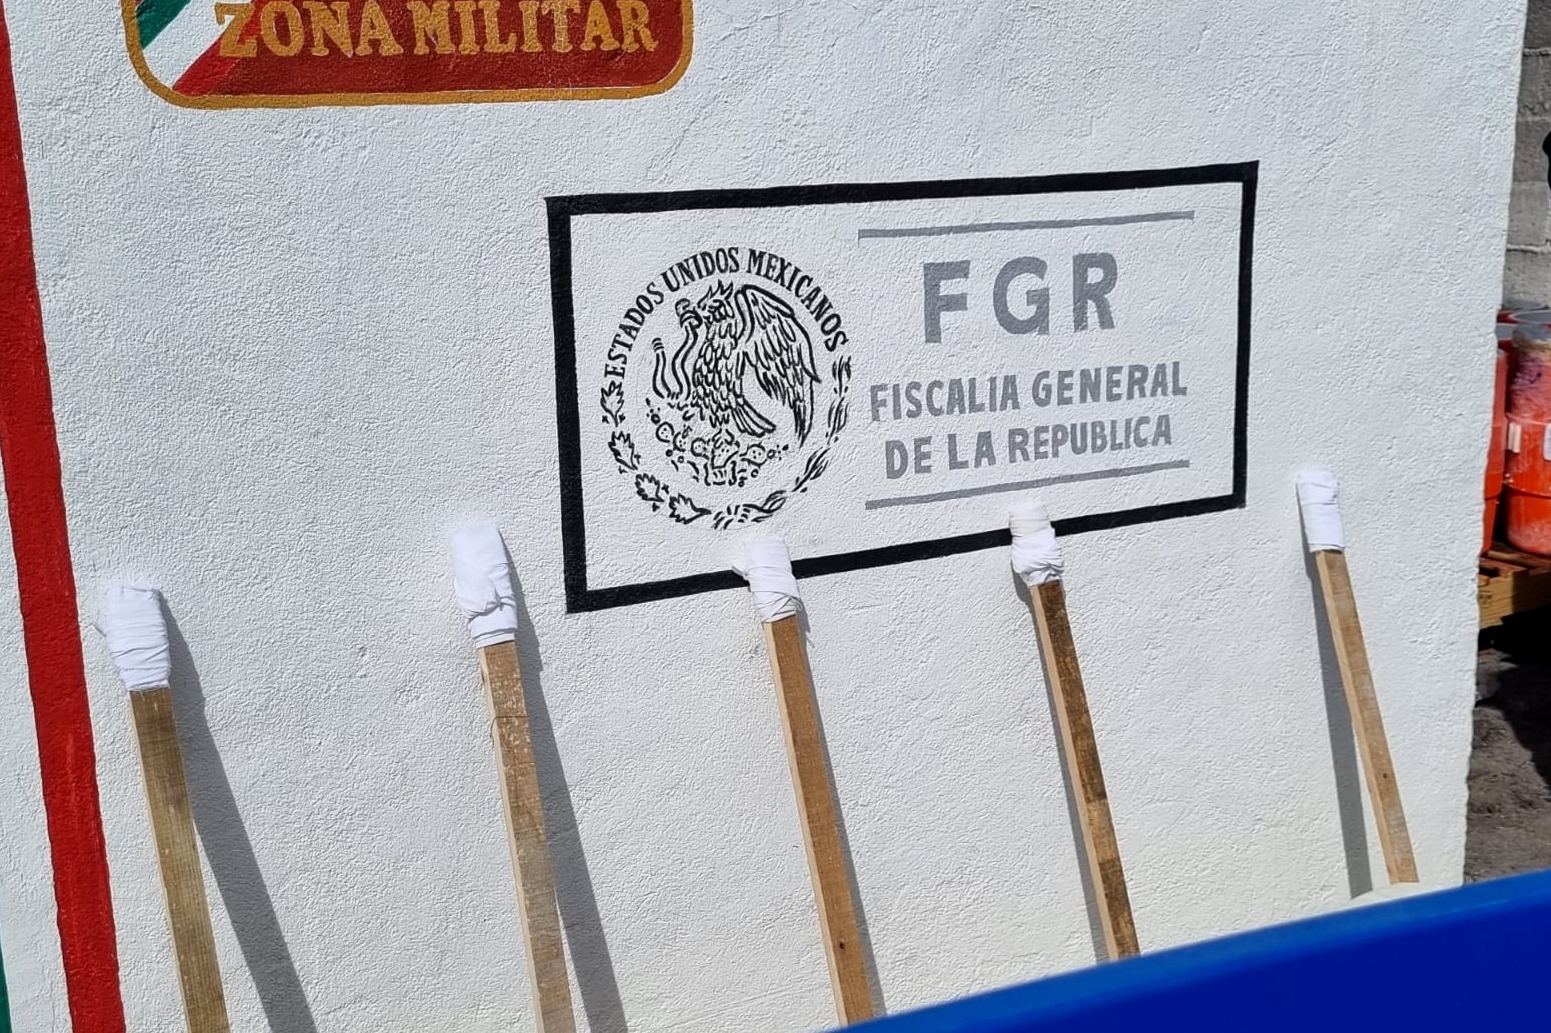 ZONA MILITAR
ESTADOS UNIDOS MEXICANOS
FGR
FISCALIA GENERAL
DE LA REPUBLICA